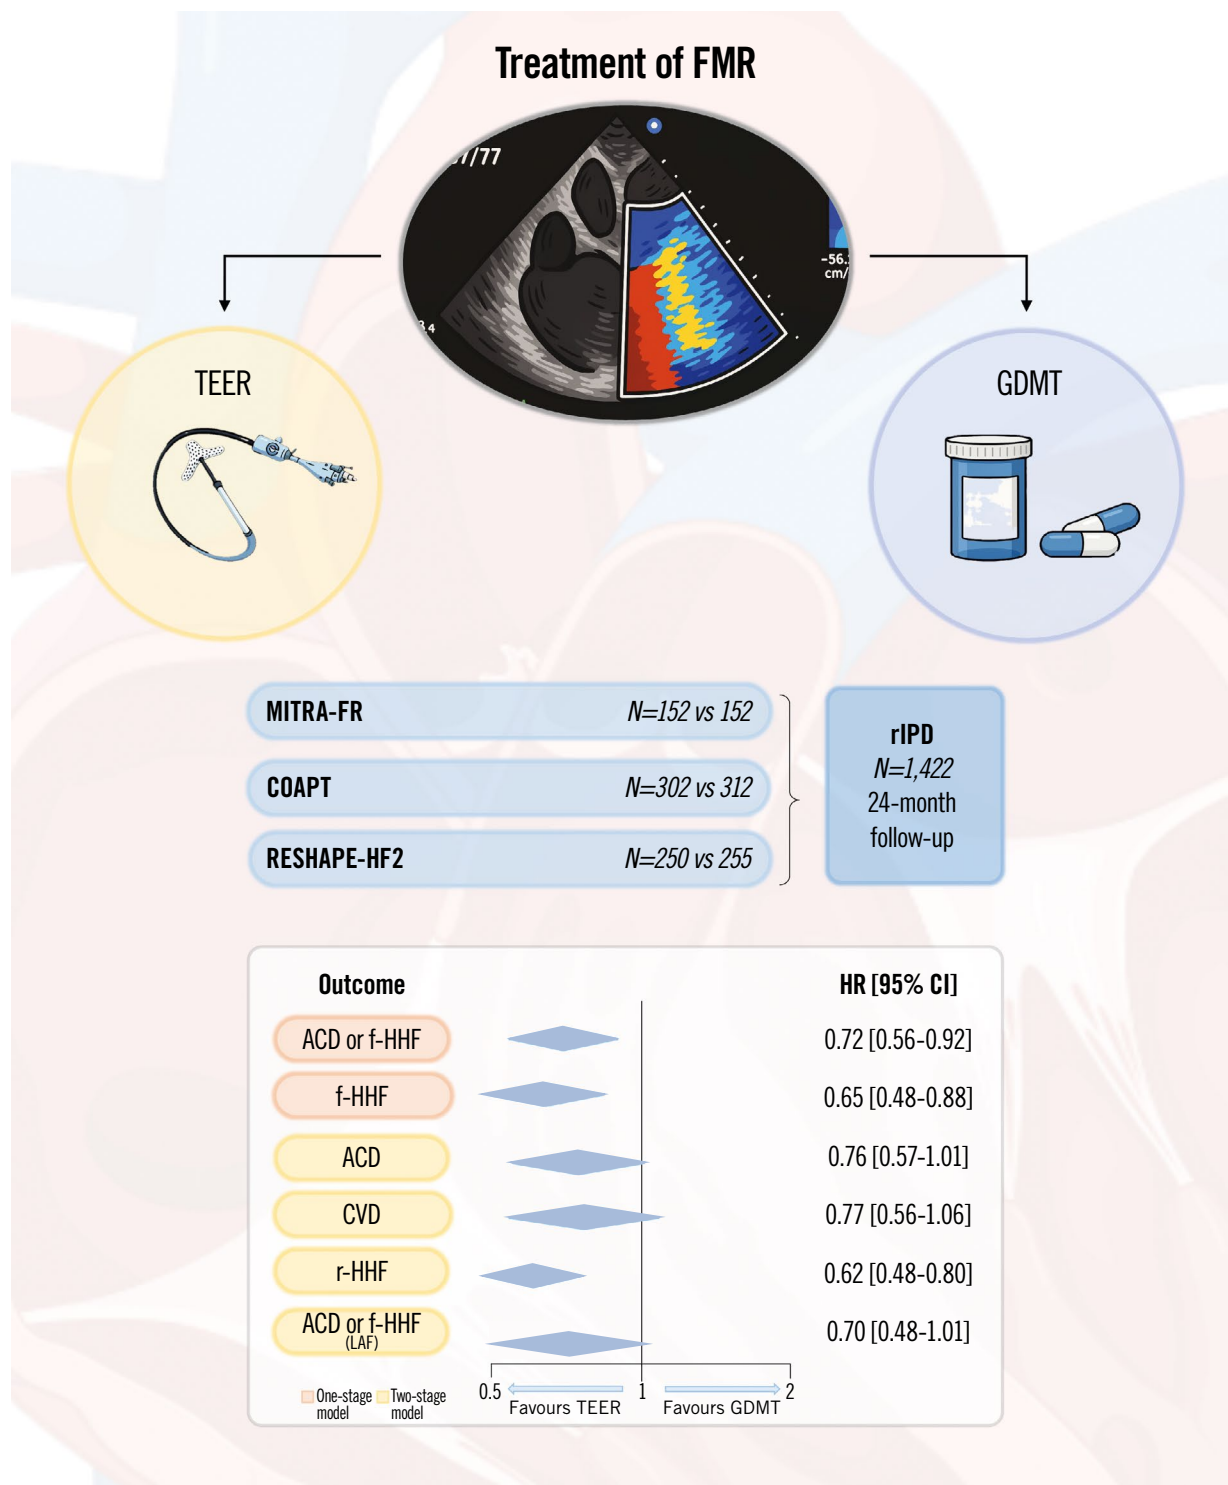 Treatment of FMR
/77
-56.
cm/
4
TEER
GDMT
MITRA-FR N=152 vs 152
COAPT N=302 vs 312
RESHAPE-HF2 N=250 vs 255
rIPD
N=1,422
24-month
follow-up
Outcome HR [95% CI]
ACD or f-HHF 0.72 [0.56-0.92]
f-HHF 0.65 [0.48-0.88]
ACD 0.76 [0.57-1.01]
CVD 0.77 [0.56-1.06]
r-HHF 0.62 [0.48-0.80]
ACD or f-HHF 0.70 [0.48-1.01]
(LAF)
0.5 1 2
Favours TEER Favours GDMT
One-stage
model
Two-stage
model